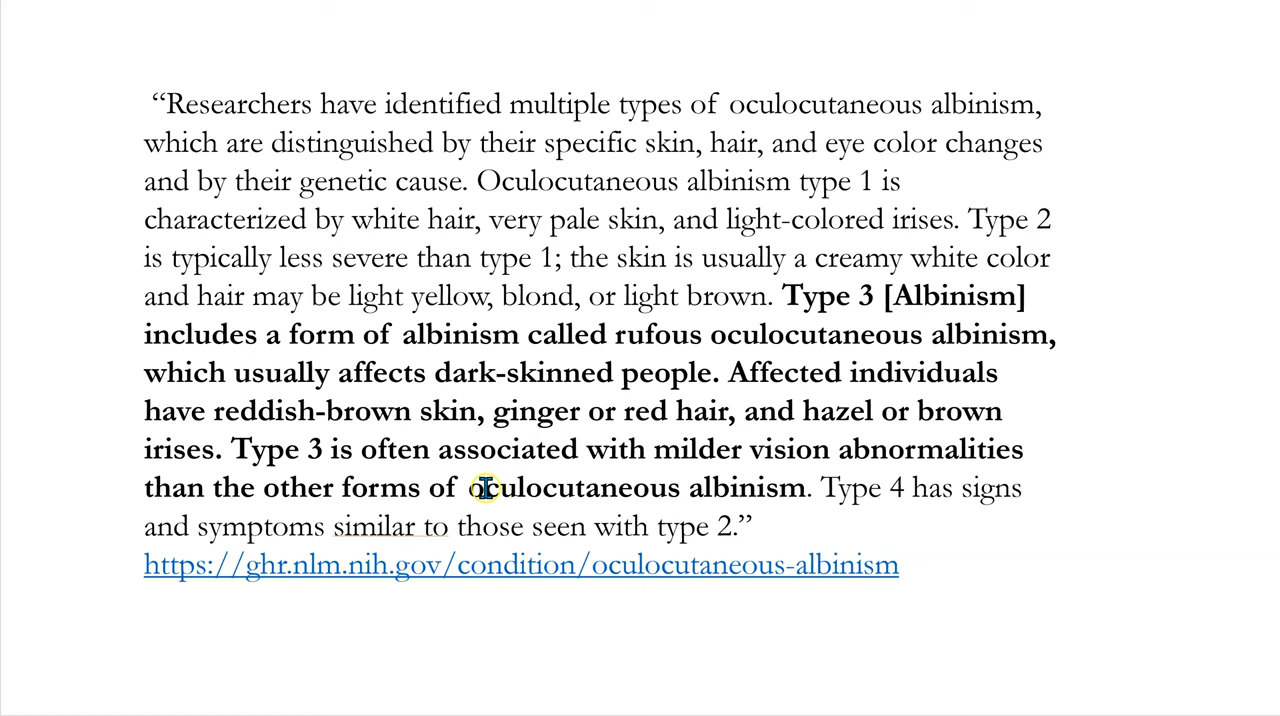 “Researchers have identified multiple types of oculocutaneous albinism,
which are distinguished by their specific skin, hair, and eye color changes
and by their genetic cause. Oculocutaneous albinism type 1 is
characterized by white hair, very pale skin, and light-colored irises. Type 2
is typically less severe than type 1; the skin is usually a creamy white color
and hair may be light yellow, blond, or light brown. Type 3 [Albinism]
includes a form of albinism called rufous oculocutaneous albinism,
which usually affects dark-skinned people. Affected individuals
have reddish-brown skin, ginger or red hair, and hazel or brown
irises. Type 3 is often associated with milder vision abnormalities
than the other forms of oculocutaneous albinism. Type 4 has signs
and symptoms similar to those seen with type 2.”
https://ghr.nlm.nih.gov/condition/oculocutaneous-albinism